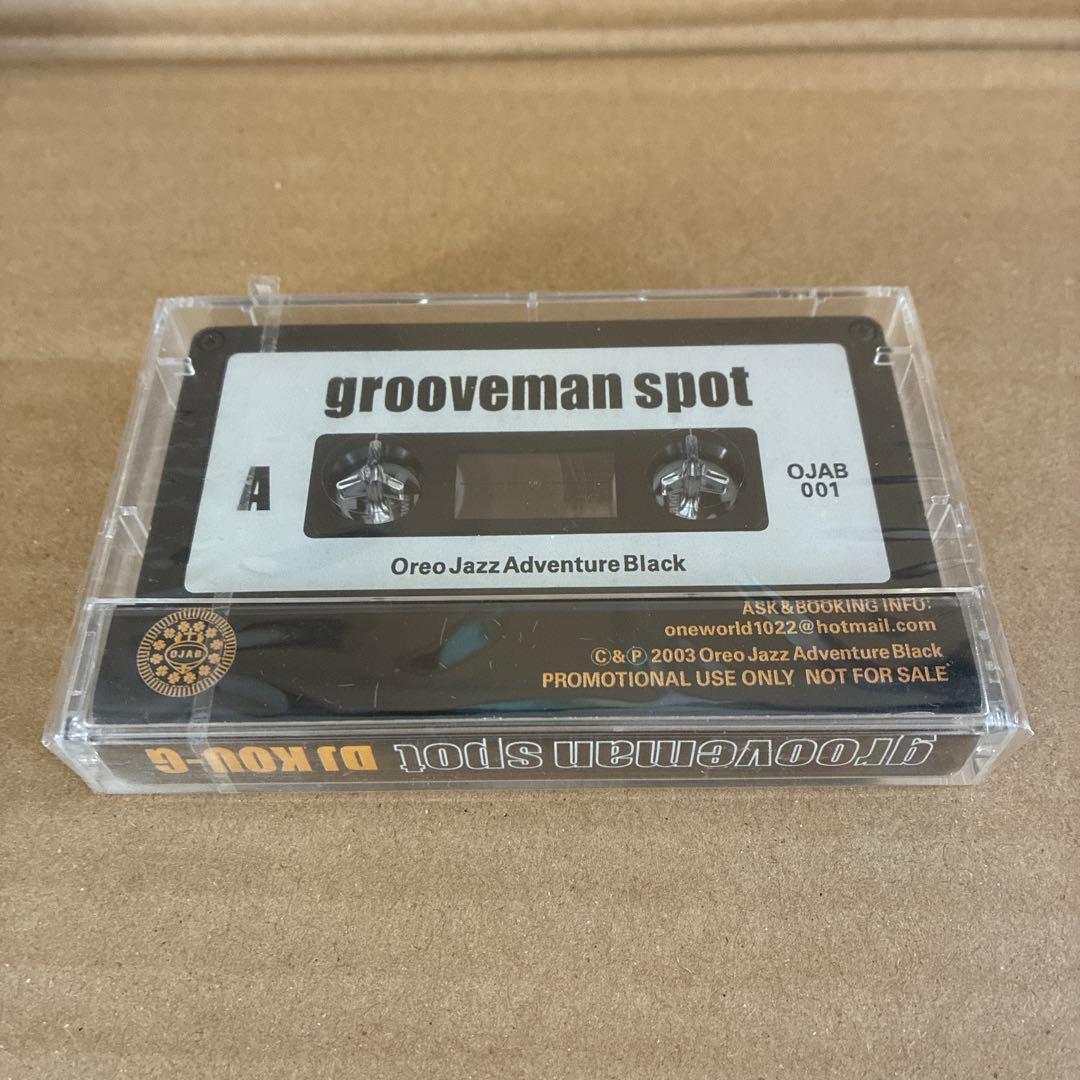 grooveman spot
A
OJAB
001
Oreo Jazz Adventure Black
OJAB
ASK & BOOKING INFO:
oneworld1022@hotmail.com
©&℗ 2003 Oreo Jazz Adventure Black
PROMOTIONAL USE ONLY NOT FOR SALE
grooveman spot DJ KOU-G